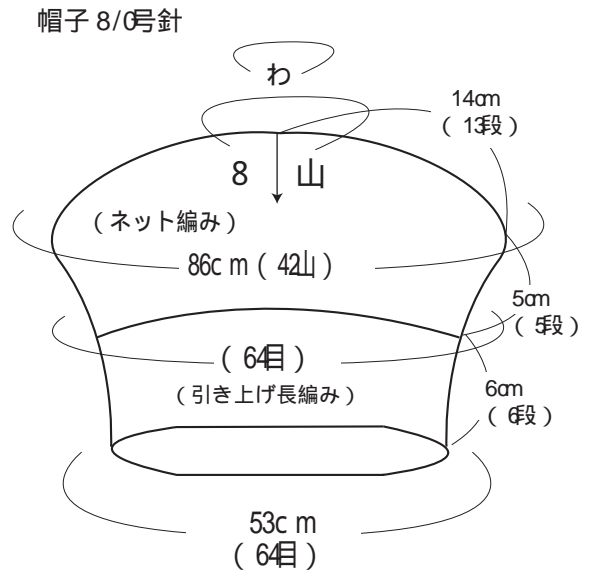 帽子 8/0号針
わ
14cm
（ 13段 ）
8 山
（ネット編み）
86cm（ 42山 ）
5cm
（ 5段 ）
（ 64目 ）
（引き上げ長編み）
6cm
（ 6段 ）
53cm
（ 64目 ）